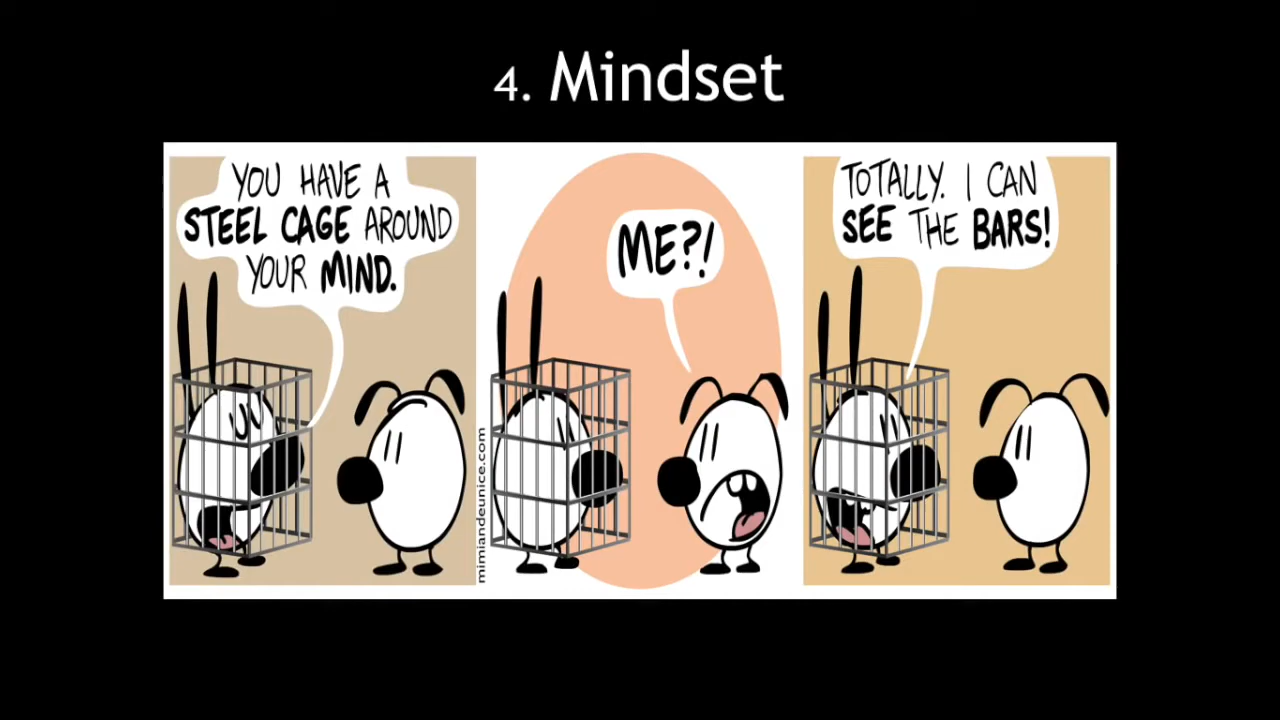 4. Mindset
YOU HAVE A
STEEL CAGE AROUND
YOUR MIND.
ME?!
TOTALLY. I CAN
SEE THE BARS!
mimiandeunice.com